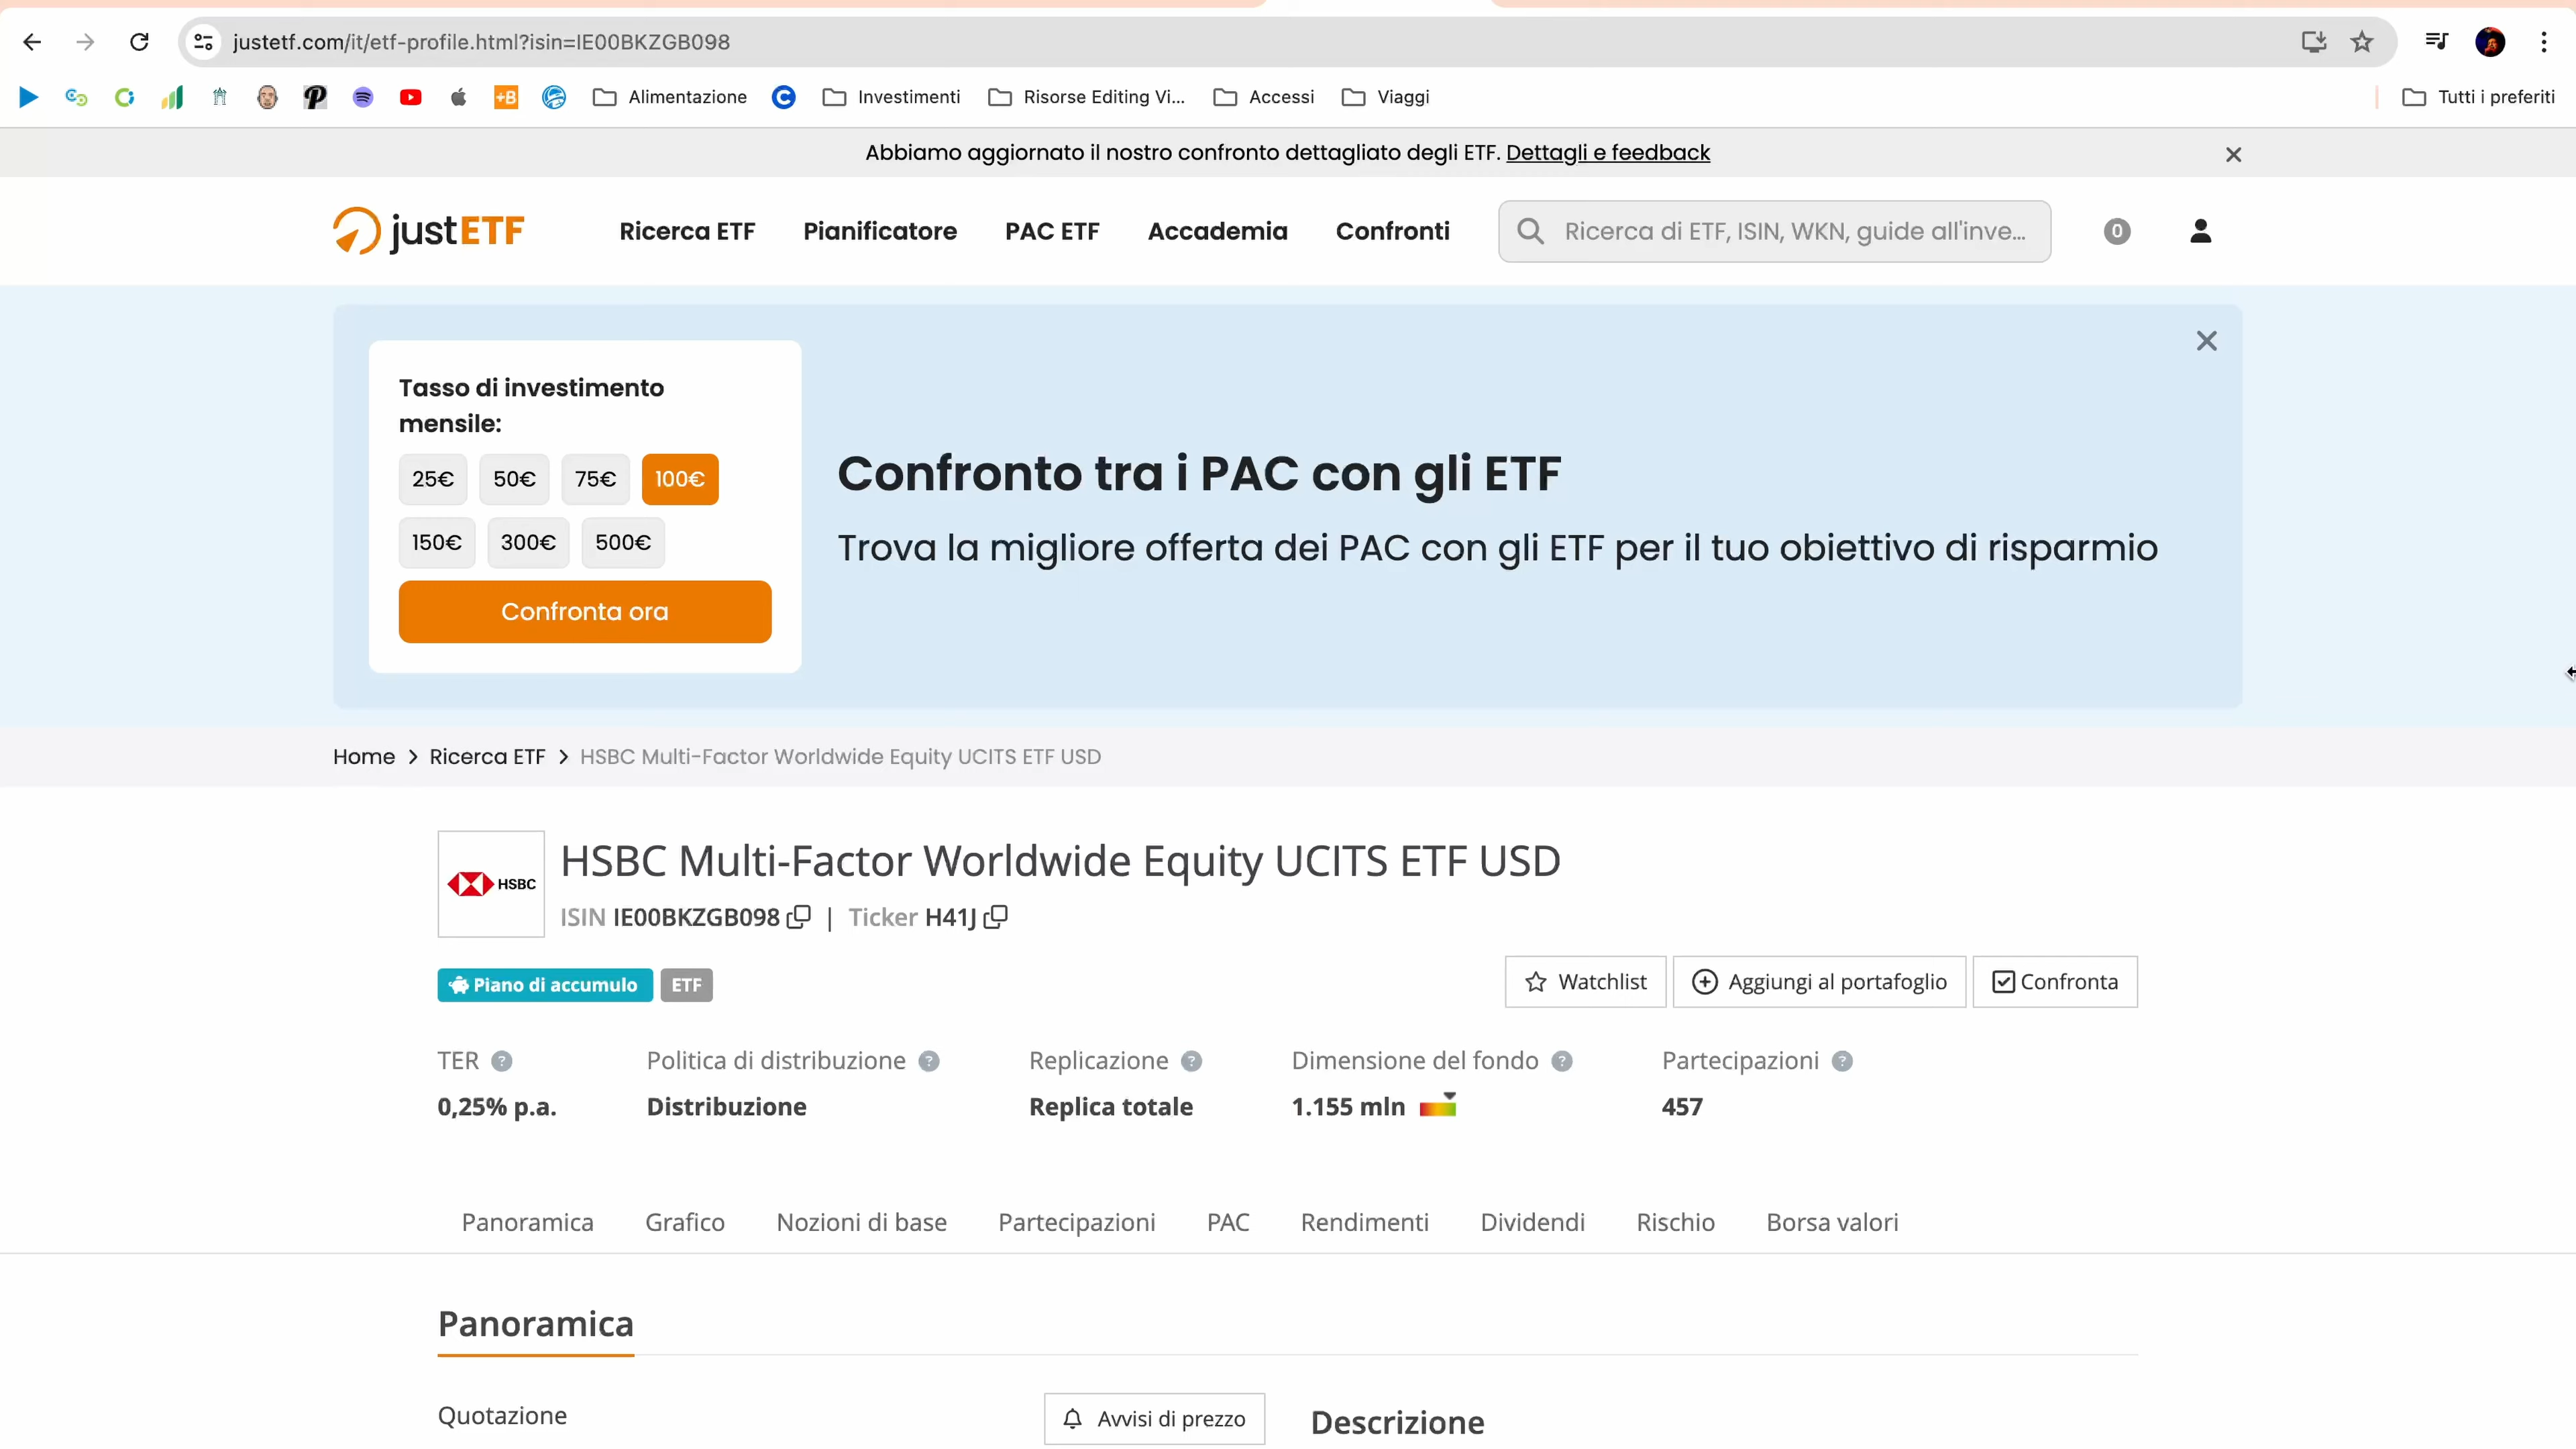 justetf.com/it/etf-profile.html?isin=IE00BKZGB098
+B Alimentazione Investimenti Risorse Editing Vi... Accessi Viaggi Tutti i preferiti
Abbiamo aggiornato il nostro confronto dettagliato degli ETF. Dettagli e feedback
justETF Ricerca ETF Pianificatore PAC ETF Accademia Confronti Ricerca di ETF, ISIN, WKN, guide all'inve... 0
Tasso di investimento
mensile:
25€ 50€ 75€ 100€
150€ 300€ 500€
Confronta ora
Confronto tra i PAC con gli ETF
Trova la migliore offerta dei PAC con gli ETF per il tuo obiettivo di risparmio
Home > Ricerca ETF > HSBC Multi-Factor Worldwide Equity UCITS ETF USD
HSBC
HSBC Multi-Factor Worldwide Equity UCITS ETF USD
ISIN IE00BKZGB098 | Ticker H41J
Piano di accumulo ETF
Watchlist Aggiungi al portafoglio Confronta
TER ? Politica di distribuzione ? Replicazione ? Dimensione del fondo ? Partecipazioni ?
0,25% p.a. Distribuzione Replica totale 1.155 mln 457
Panoramica Grafico Nozioni di base Partecipazioni PAC Rendimenti Dividendi Rischio Borsa valori
Panoramica
Quotazione Avvisi di prezzo Descrizione